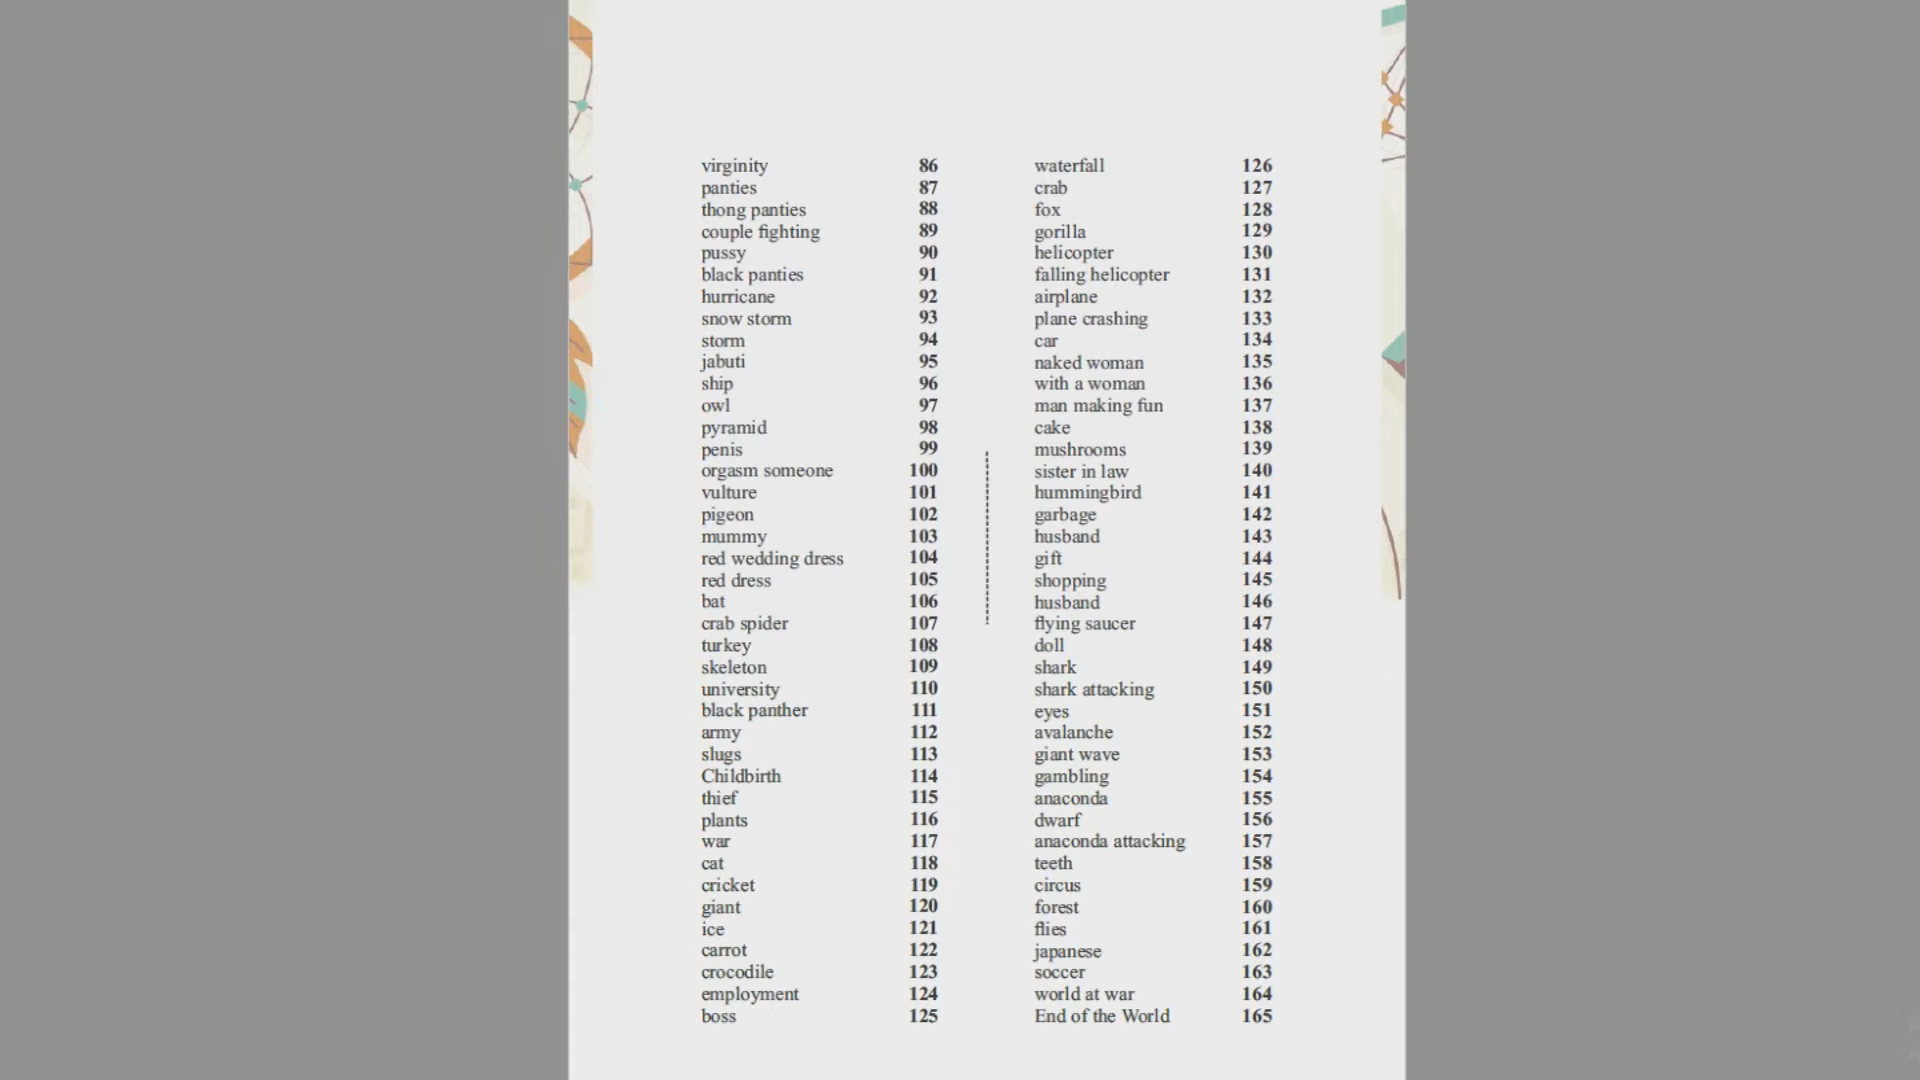 virginity 86
panties 87
thong panties 88
couple fighting 89
pussy 90
black panties 91
hurricane 92
snow storm 93
storm 94
jabuti 95
ship 96
owl 97
pyramid 98
penis 99
orgasm someone 100
vulture 101
pigeon 102
mummy 103
red wedding dress 104
red dress 105
bat 106
crab spider 107
turkey 108
skeleton 109
university 110
black panther 111
army 112
slugs 113
Childbirth 114
thief 115
plants 116
war 117
cat 118
cricket 119
giant 120
ice 121
carrot 122
crocodile 123
employment 124
boss 125
waterfall 126
crab 127
fox 128
gorilla 129
helicopter 130
falling helicopter 131
airplane 132
plane crashing 133
car 134
naked woman 135
with a woman 136
man making fun 137
cake 138
mushrooms 139
sister in law 140
hummingbird 141
garbage 142
husband 143
gift 144
shopping 145
husband 146
flying saucer 147
doll 148
shark 149
shark attacking 150
eyes 151
avalanche 152
giant wave 153
gambling 154
anaconda 155
dwarf 156
anaconda attacking 157
teeth 158
circus 159
forest 160
flies 161
japanese 162
soccer 163
world at war 164
End of the World 165